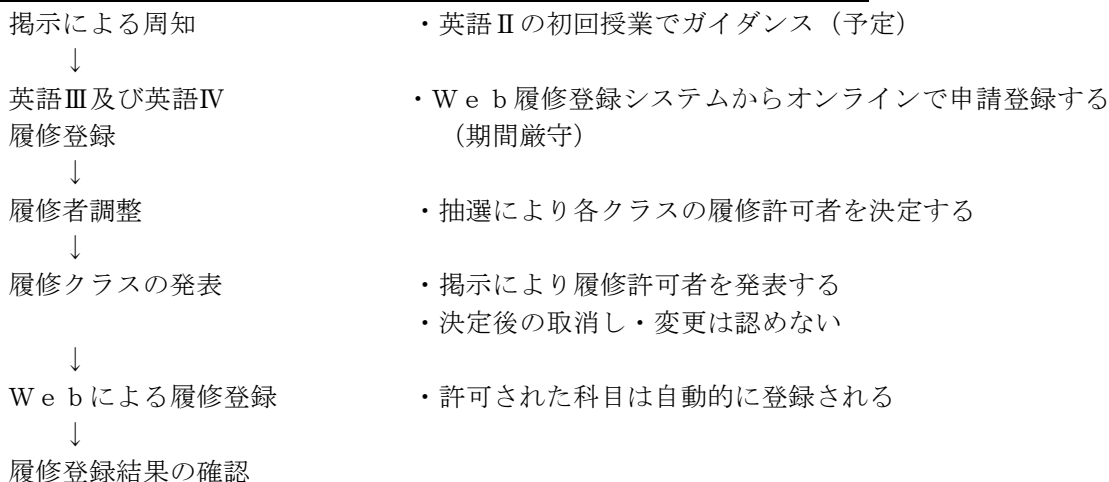 掲示による周知 ・英語Ⅱの初回授業でガイダンス（予定）
↓
英語Ⅲ及び英語Ⅳ ・Ｗｅｂ履修登録システムからオンラインで申請登録する
履修登録 （期間厳守）
↓
履修者調整 ・抽選により各クラスの履修許可者を決定する
↓
履修クラスの発表 ・掲示により履修許可者を発表する
・決定後の取消し・変更は認めない
↓
Ｗｅｂによる履修登録 ・許可された科目は自動的に登録される
↓
履修登録結果の確認